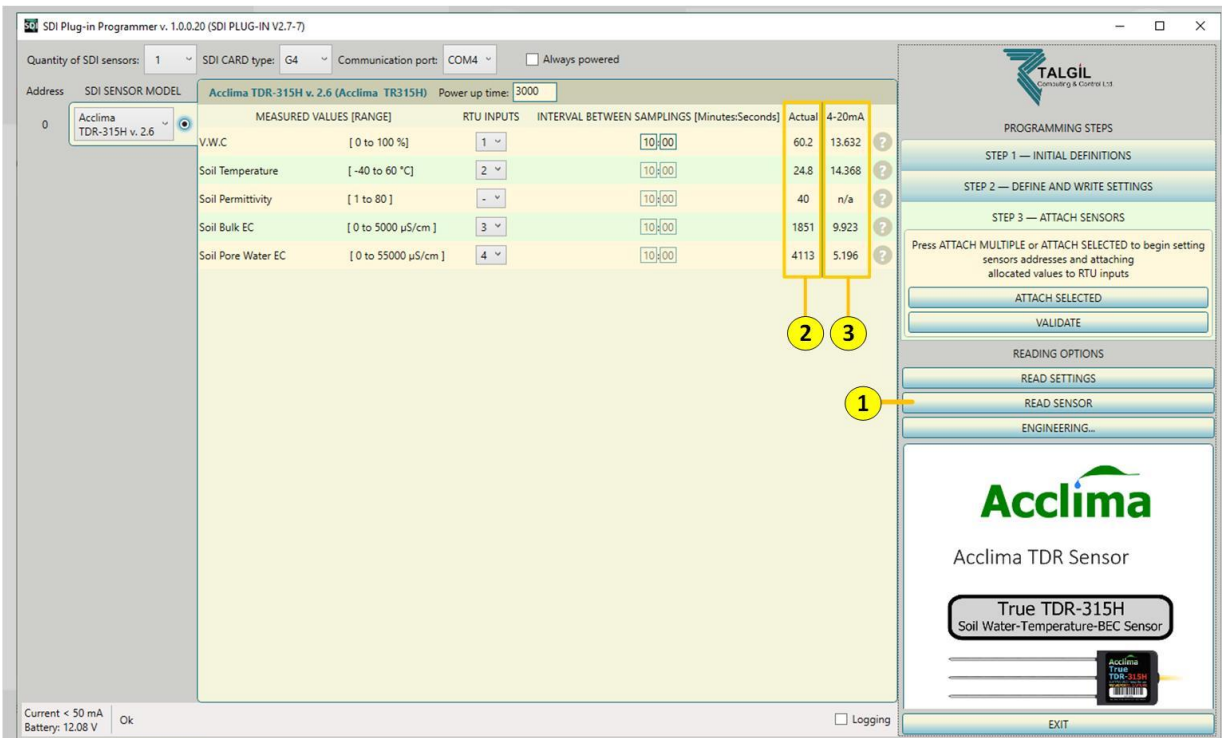 SDI Plug-in Programmer v. 1.0.0.20 (SDI PLUG-IN V2.7-7)
Quantity of SDI sensors: 1 SDI CARD type: G4 Communication port: COM4 Always powered
Address SDI SENSOR MODEL
0 Acclima
TDR-315H v. 2.6
Acclima TDR-315H v. 2.6 (Acclima TR315H) Power up time: 3000
MEASURED VALUES [RANGE] RTU INPUTS INTERVAL BETWEEN SAMPLINGS [Minutes:Seconds] Actual 4-20mA
V.W.C [ 0 to 100 %] 1 10:00 60.2 13.632 ?
Soil Temperature [ -40 to 60 °C] 2 10:00 24.8 14.368 ?
Soil Permittivity [ 1 to 80 ] - 10:00 40 n/a ?
Soil Bulk EC [ 0 to 5000 µS/cm ] 3 10:00 1851 9.923 ?
Soil Pore Water EC [ 0 to 55000 µS/cm ] 4 10:00 4113 5.196 ?
2 3
1
TALGIL
Computing & Control Ltd.
PROGRAMMING STEPS
STEP 1 — INITIAL DEFINITIONS
STEP 2 — DEFINE AND WRITE SETTINGS
STEP 3 — ATTACH SENSORS
Press ATTACH MULTIPLE or ATTACH SELECTED to begin setting
sensors addresses and attaching
allocated values to RTU inputs
ATTACH SELECTED
VALIDATE
READING OPTIONS
READ SETTINGS
READ SENSOR
ENGINEERING...
Acclima
Acclima TDR Sensor
True TDR-315H
Soil Water-Temperature-BEC Sensor
Acclima
True
TDR-315H
EXIT
Current < 50 mA
Battery: 12.08 V
Ok
Logging